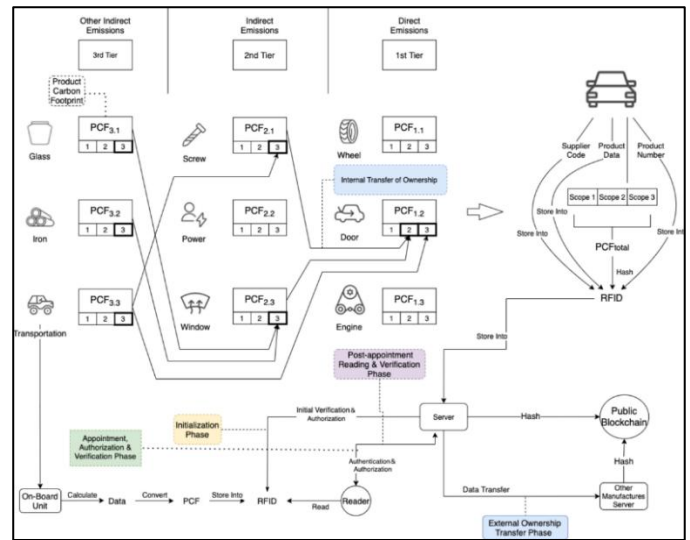 Other Indirect
Emissions
Indirect
Emissions
Direct
Emissions
3rd Tier
2nd Tier
1st Tier
Product
Carbon
Footprint
Glass
PCF3.1
1 2 3
Screw
PCF2.1
1 2 3
Wheel
PCF1.1
1 2 3
Internal Transfer of Ownership
Iron
PCF3.2
1 2 3
Power
PCF2.2
1 2 3
Door
PCF1.2
1 2 3
Transportation
PCF3.3
1 2 3
Window
PCF2.3
1 2 3
Engine
PCF1.3
1 2 3
Supplier
Code
Product
Data
Product
Number
Scope 1 Scope 2 Scope 3
Store Into
Store Into
Store Into
PCFtotal
Hash
RFID
Store Into
Post-appointment
Reading & Verification
Phase
Initialization
Phase
Appointment,
Authorization &
Verification Phase
Initial Verification &
Authorization
Server
Hash
Public
Blockchain
Authentication &
Authorization
Hash
On-Board
Unit
Calculate
Data
Convert
PCF
Store Into
RFID
Read
Reader
Data Transfer
Other
Manufactures
Server
External Ownership
Transfer Phase